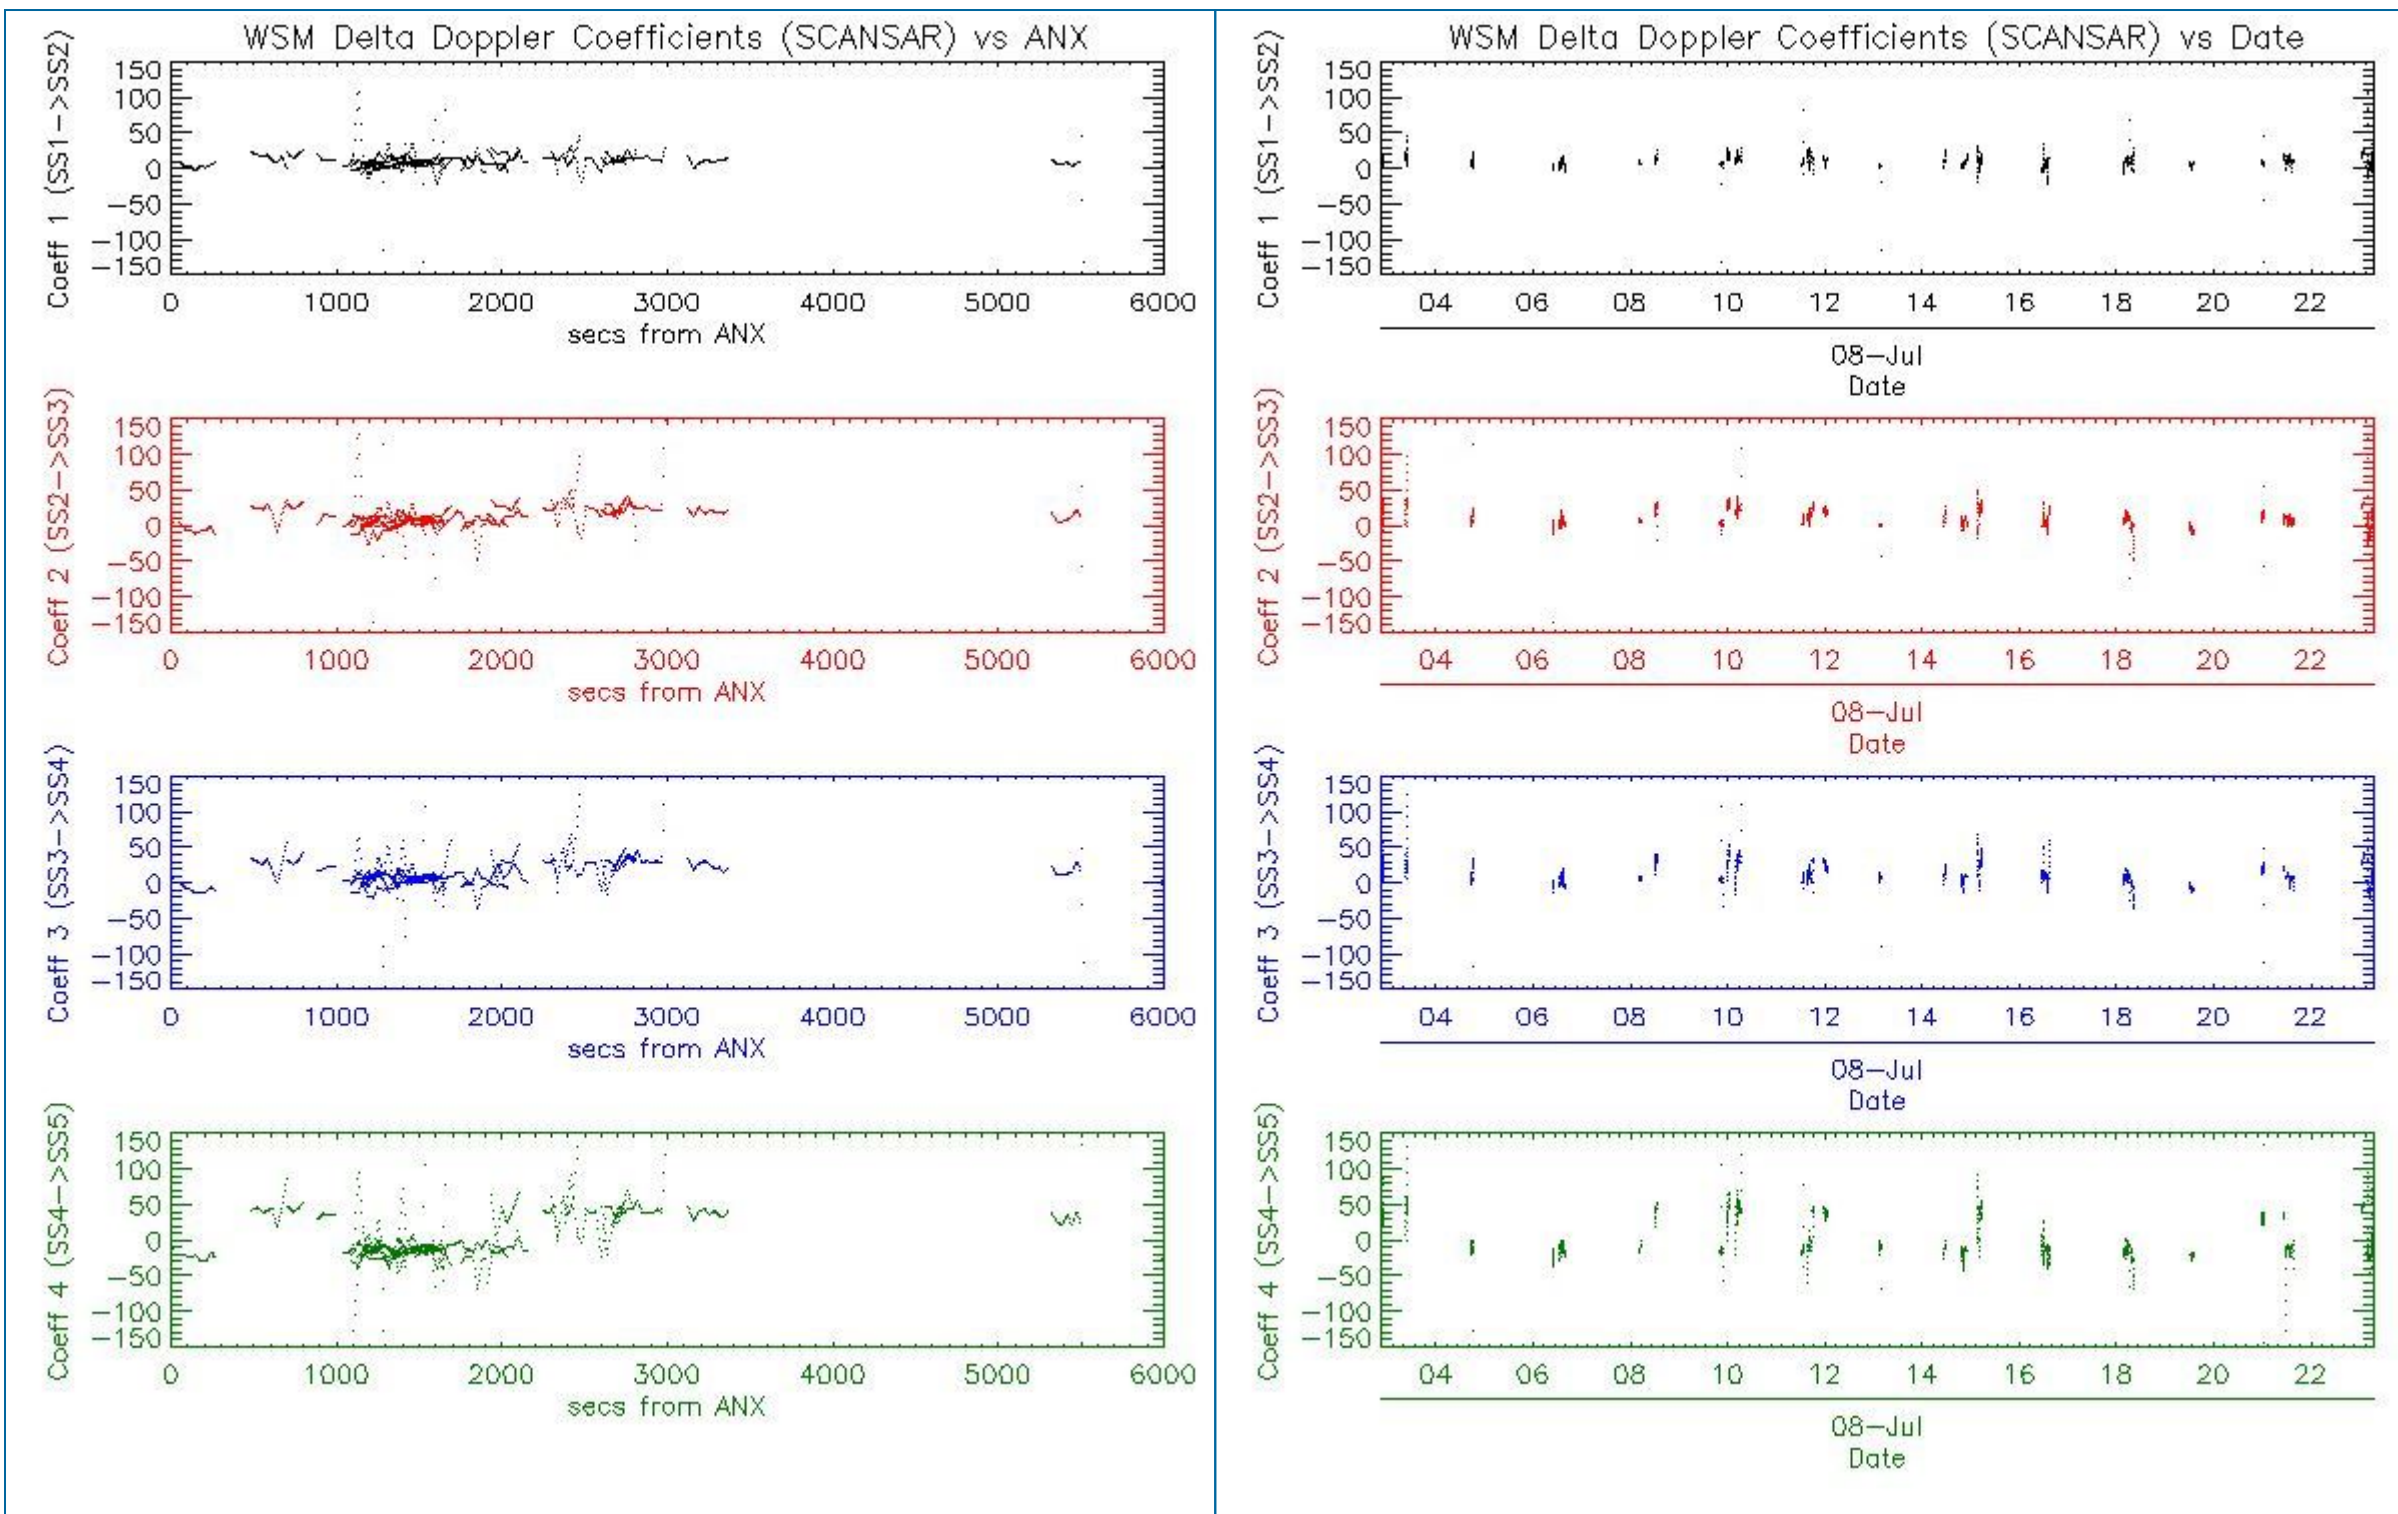 WSM Delta Doppler Coefficients (SCANSAR) vs ANX
Coeff 1 (SS1->SS2)
150
100
50
0
-50
-100
-150
0 1000 2000 3000 4000 5000 6000
secs from ANX
Coeff 2 (SS2->SS3)
150
100
50
0
-50
-100
-150
0 1000 2000 3000 4000 5000 6000
secs from ANX
Coeff 3 (SS3->SS4)
150
100
50
0
-50
-100
-150
0 1000 2000 3000 4000 5000 6000
secs from ANX
Coeff 4 (SS4->SS5)
150
100
50
0
-50
-100
-150
0 1000 2000 3000 4000 5000 6000
secs from ANX
WSM Delta Doppler Coefficients (SCANSAR) vs Date
Coeff 1 (SS1->SS2)
150
100
50
0
-50
-100
-150
04 06 08 10 12 14 16 18 20 22
08-Jul
Date
Coeff 2 (SS2->SS3)
150
100
50
0
-50
-100
-150
04 06 08 10 12 14 16 18 20 22
08-Jul
Date
Coeff 3 (SS3->SS4)
150
100
50
0
-50
-100
-150
04 06 08 10 12 14 16 18 20 22
08-Jul
Date
Coeff 4 (SS4->SS5)
150
100
50
0
-50
-100
-150
04 06 08 10 12 14 16 18 20 22
08-Jul
Date